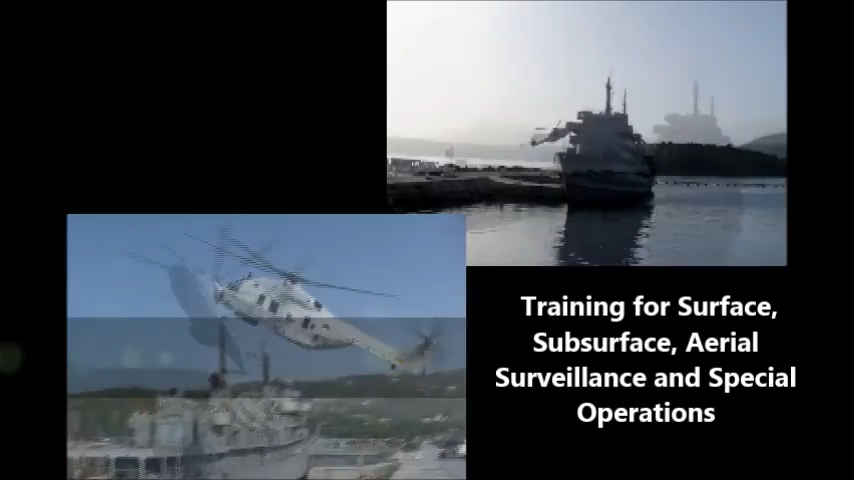 Training for Surface,
Subsurface, Aerial
Surveillance and Special
Operations